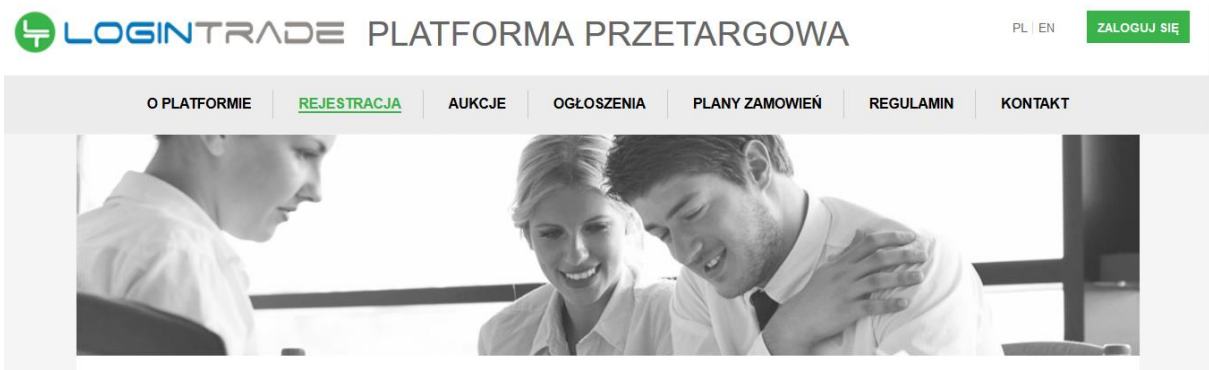 LOGINTRADE PLATFORMA PRZETARGOWA
PL | EN
ZALOGUJ SIĘ
O PLATFORMIE
REJESTRACJA
AUKCJE
OGŁOSZENIA
PLANY ZAMOWIEŃ
REGULAMIN
KONTAKT